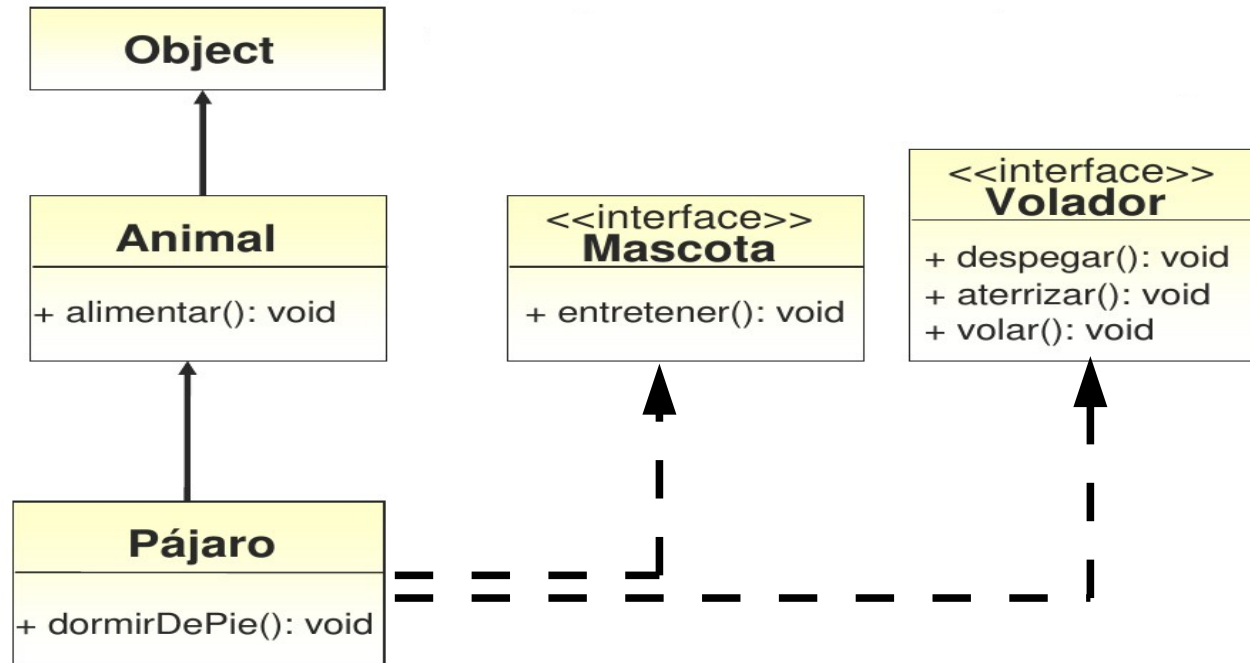 Object
Animal
+ alimentar(): void
Pájaro
+ dormirDePie(): void
<<interface>>
Mascota
+ entretener(): void
<<interface>>
Volador
+ despegar(): void
+ aterrizar(): void
+ volar(): void